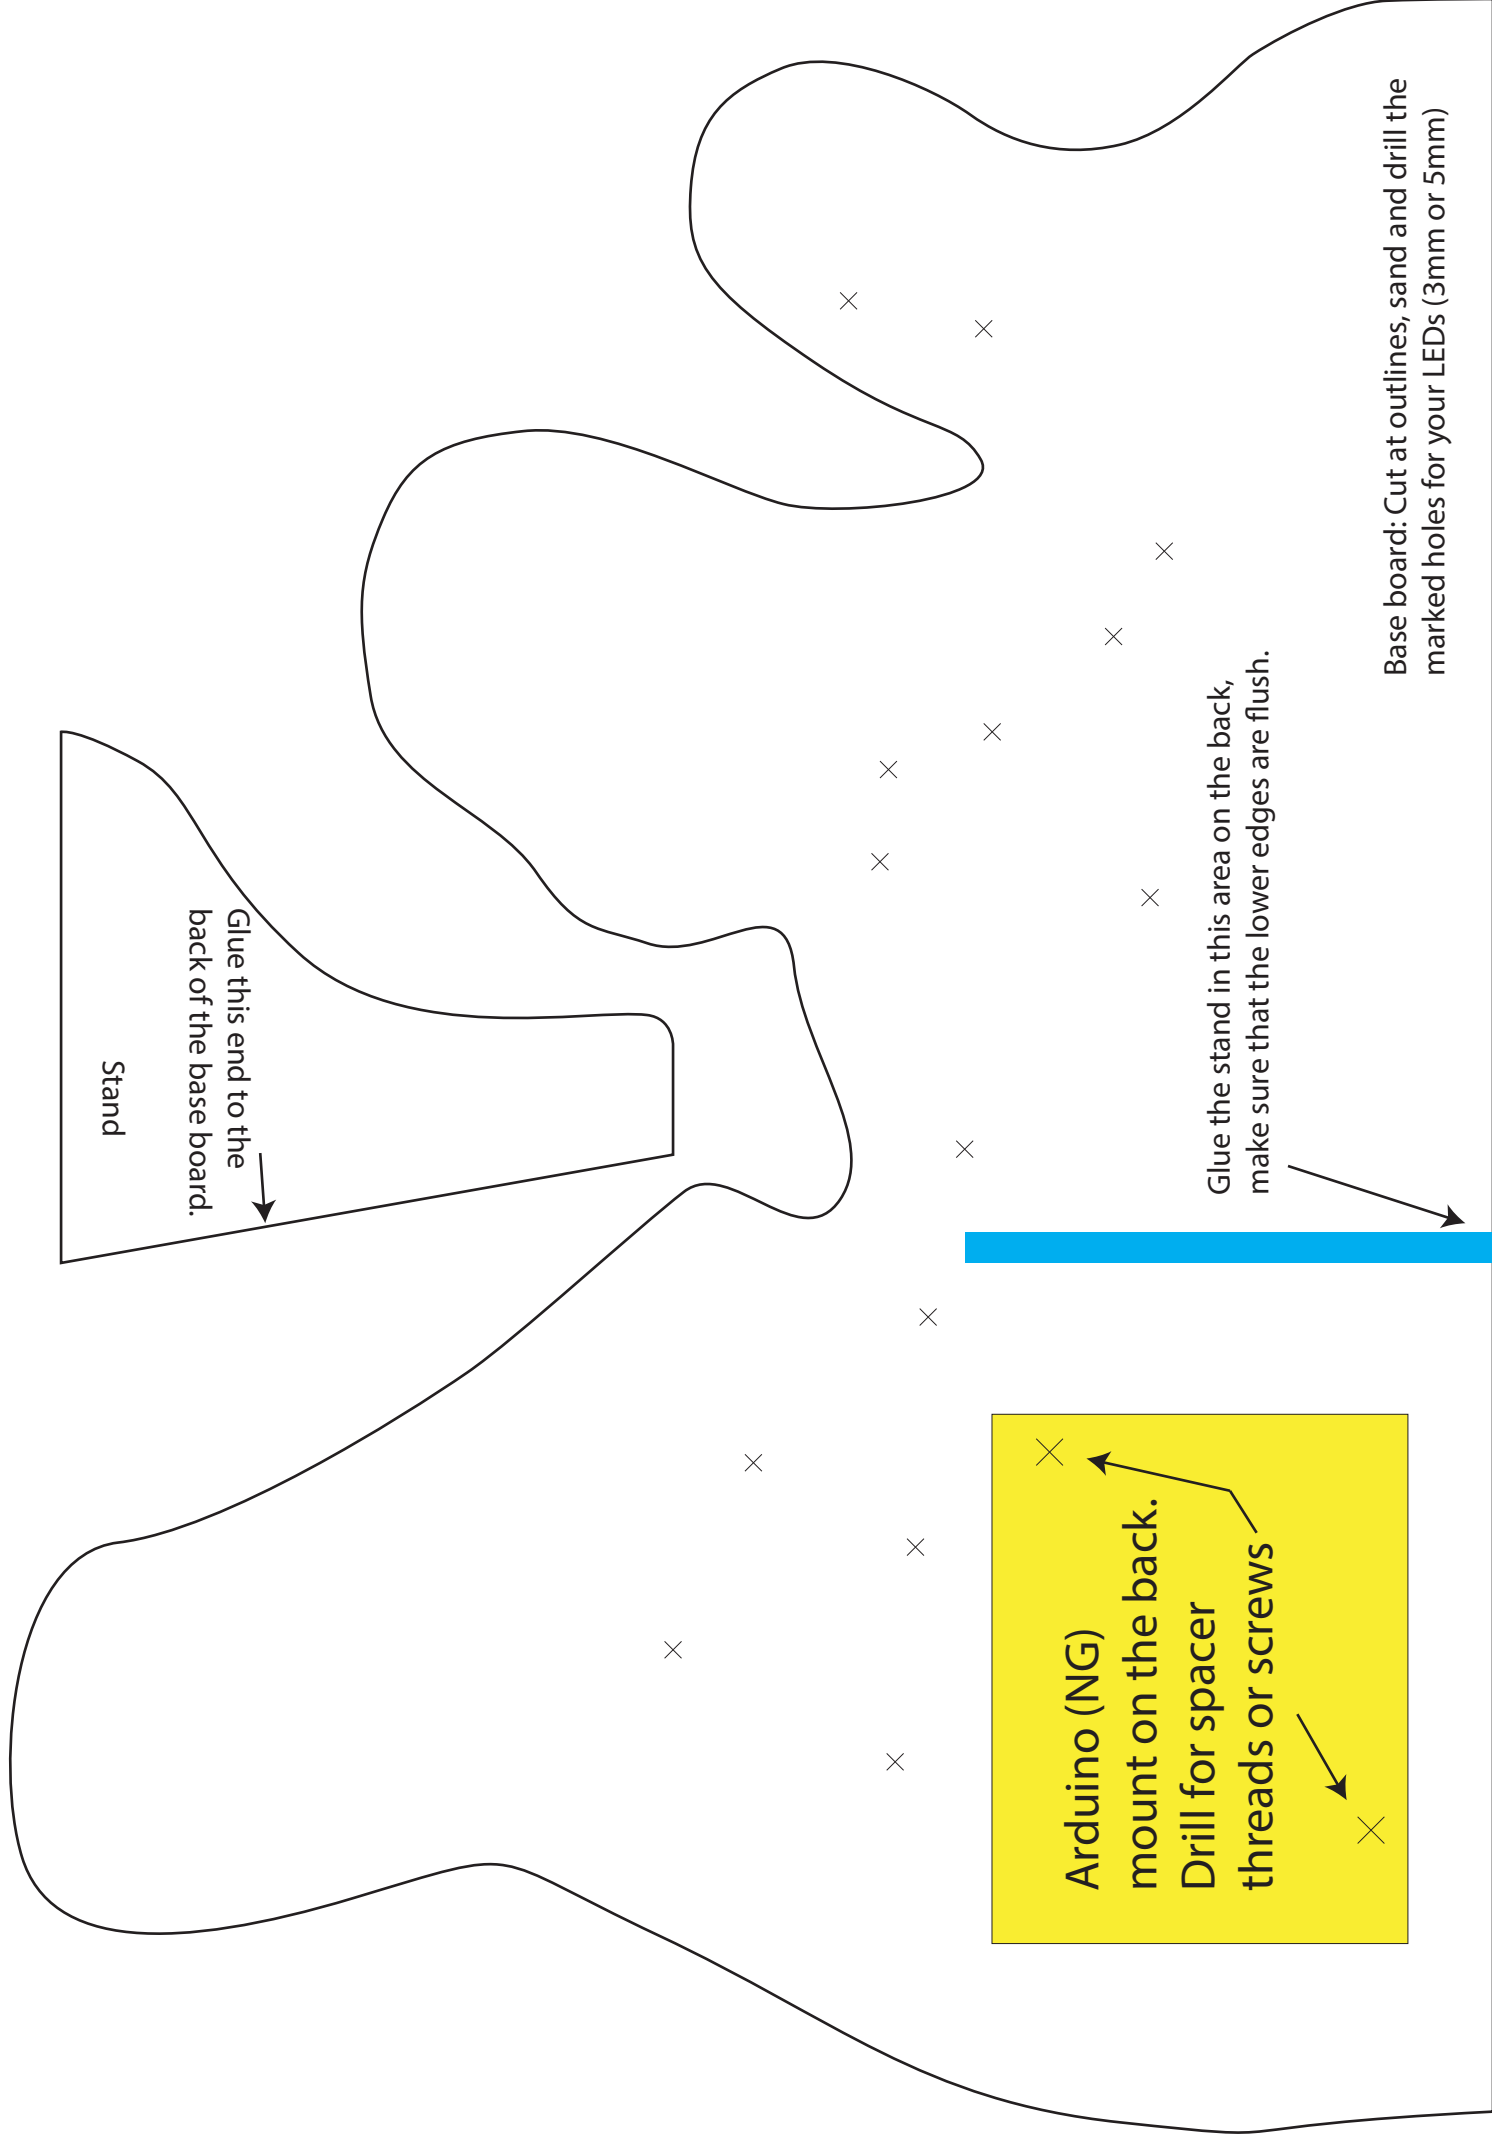 Base board: Cut at outlines, sand and drill the
marked holes for your LEDs (3mm or 5mm)
Glue the stand in this area on the back,
make sure that the lower edges are flush.
Arduino (NG)
mount on the back.
Drill for spacer
threads or screws
Glue this end to the
back of the base board.
Stand